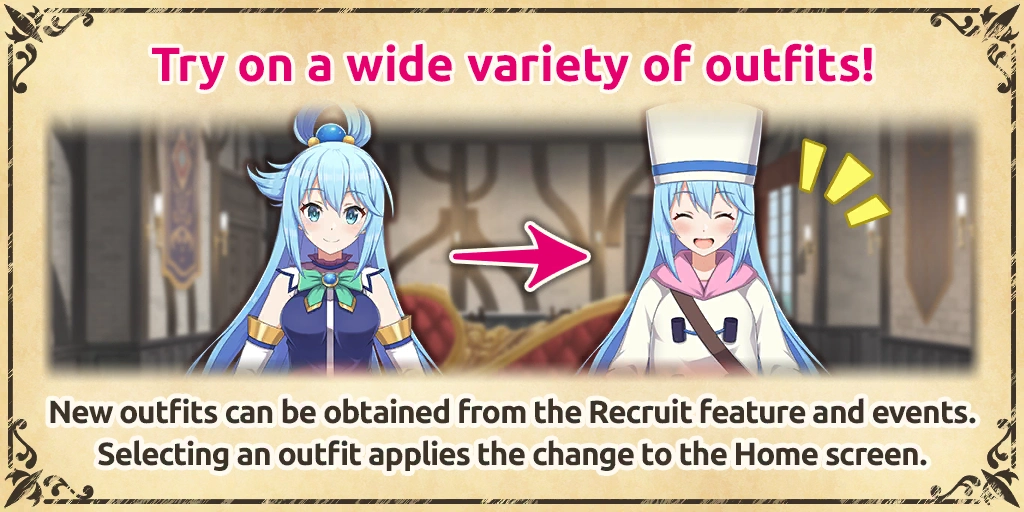 Try on a wide variety of outfits!
New outfits can be obtained from the Recruit feature and events.
Selecting an outfit applies the change to the Home screen.